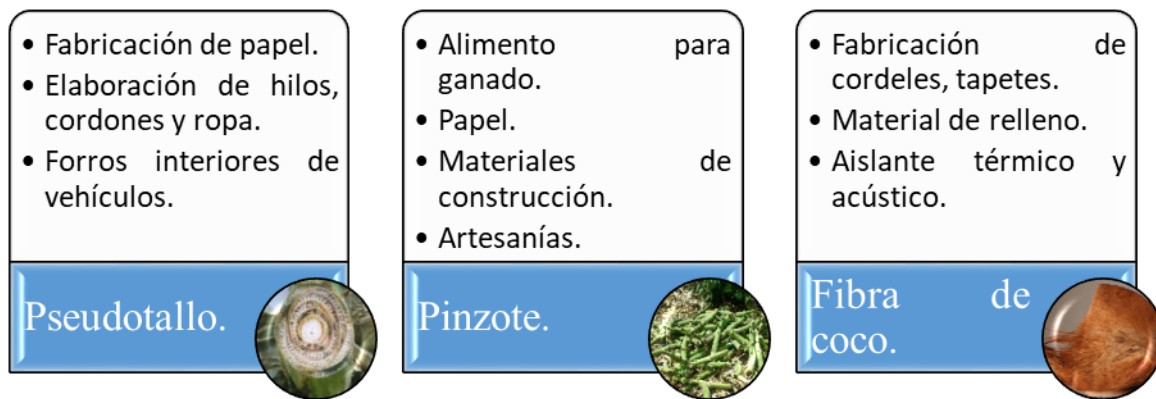 • Fabricación de papel.
• Elaboración de hilos,
cordones y ropa.
• Forros interiores de
vehículos.
Pseudotallo.
• Alimento para
ganado.
• Papel.
• Materiales de
construcción.
• Artesanías.
Pinzote.
• Fabricación de
cordeles, tapetes.
• Material de relleno.
• Aislante térmico y
acústico.
Fibra de
coco.